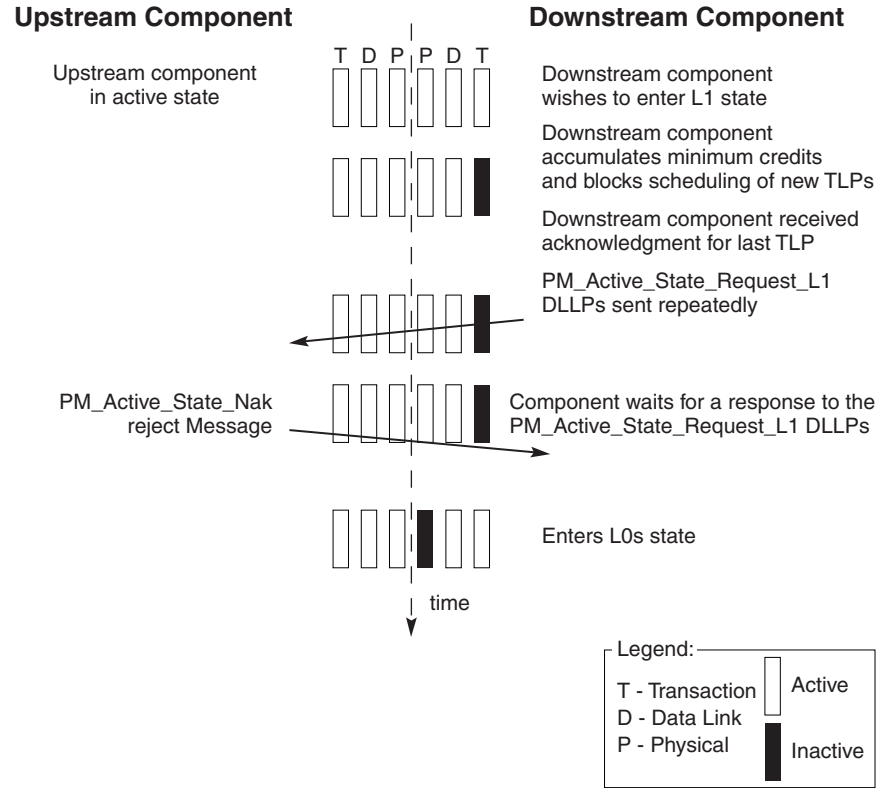 Upstream Component
Downstream Component
T D P P D T
Upstream component
in active state
Downstream component
wishes to enter L1 state
Downstream component
accumulates minimum credits
and blocks scheduling of new TLPs
Downstream component received
acknowledgment for last TLP
PM_Active_State_Request_L1
DLLPs sent repeatedly
PM_Active_State_Nak
reject Message
Component waits for a response to the
PM_Active_State_Request_L1 DLLPs
Enters L0s state
time
Legend:
T - Transaction
D - Data Link
P - Physical
Active
Inactive